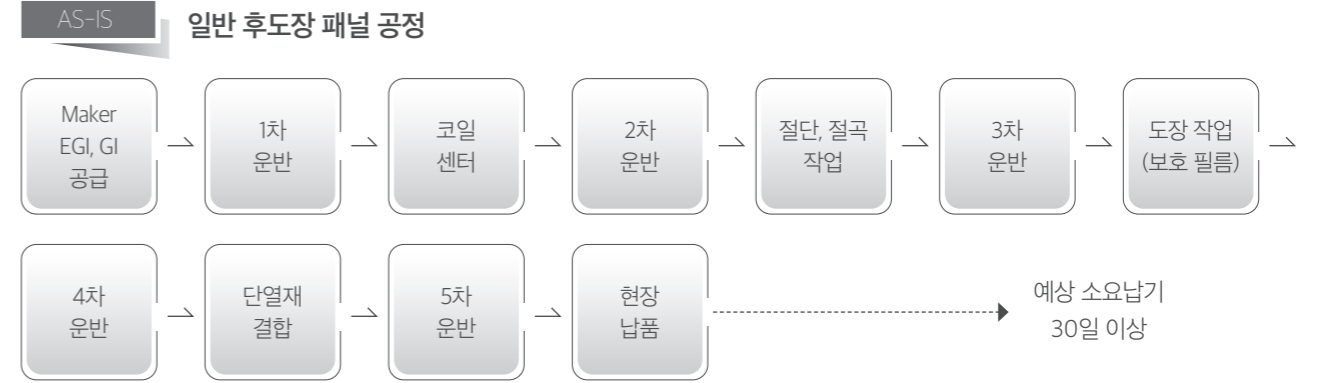 AS-IS
일반 후도장 패널 공정
Maker
EGI, GI
공급
1차
운반
코일
센터
2차
운반
절단, 절곡
작업
3차
운반
도장 작업
(보호 필름)
4차
운반
단열재
결합
5차
운반
현장
납품
예상 소요납기
30일 이상